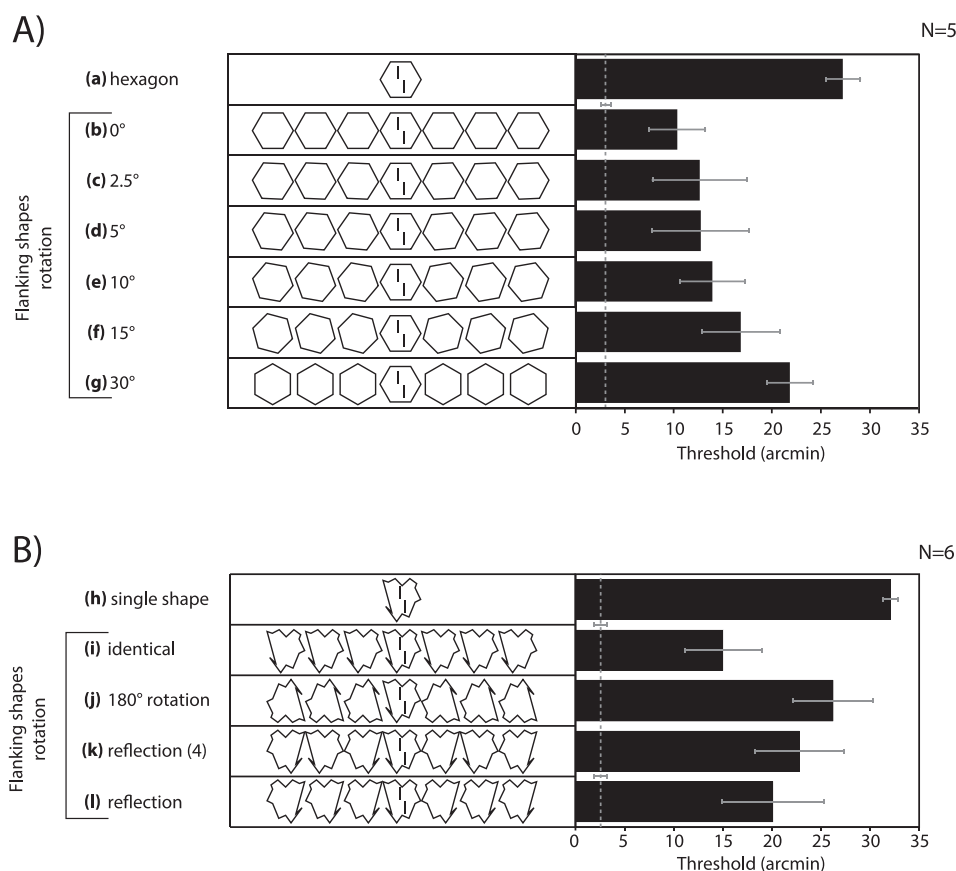 A)
N=5
(a) hexagon
(b) 0°
(c) 2.5°
(d) 5°
(e) 10°
(f) 15°
(g) 30°
Flanking shapes
rotation
0 5 10 15 20 25 30 35
Threshold (arcmin)
B)
N=6
(h) single shape
(i) identical
(j) 180° rotation
(k) reflection (4)
(l) reflection
Flanking shapes
rotation
0 5 10 15 20 25 30 35
Threshold (arcmin)